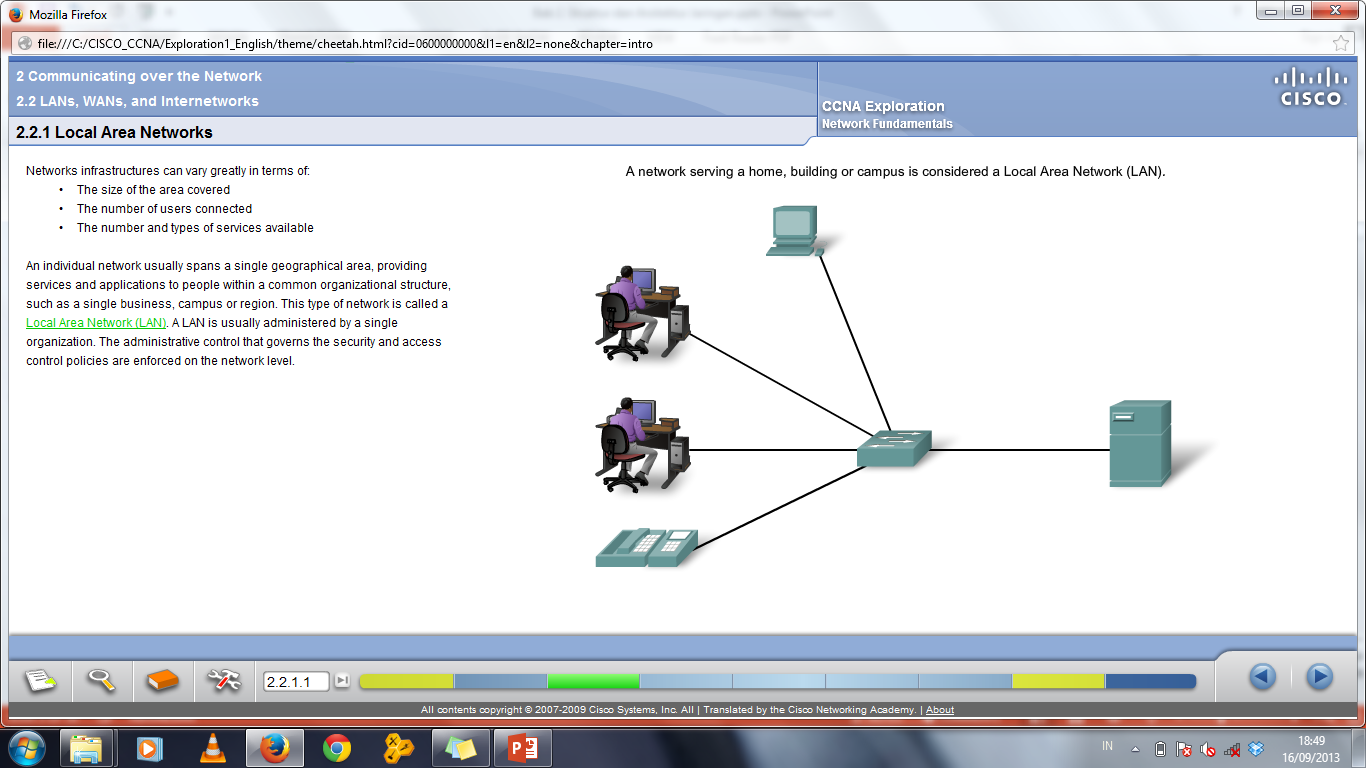 Mozilla Firefox
file:///C:/CISCO_CCNA/Exploration1_English/theme/cheetah.html?cid=0600000000&l1=en&l2=none&chapter=intro
2 Communicating over the Network
2.2 LANs, WANs, and Internetworks
CCNA Exploration
Network Fundamentals
CISCO
2.2.1 Local Area Networks
Networks infrastructures can vary greatly in terms of:
• The size of the area covered
• The number of users connected
• The number and types of services available
An individual network usually spans a single geographical area, providing
services and applications to people within a common organizational structure,
such as a single business, campus or region. This type of network is called a
Local Area Network (LAN). A LAN is usually administered by a single
organization. The administrative control that governs the security and access
control policies are enforced on the network level.
A network serving a home, building or campus is considered a Local Area Network (LAN).
2.2.1.1
All contents copyright © 2007-2009 Cisco Systems, Inc. All | Translated by the Cisco Networking Academy. | About
IN
18:49
16/09/2013